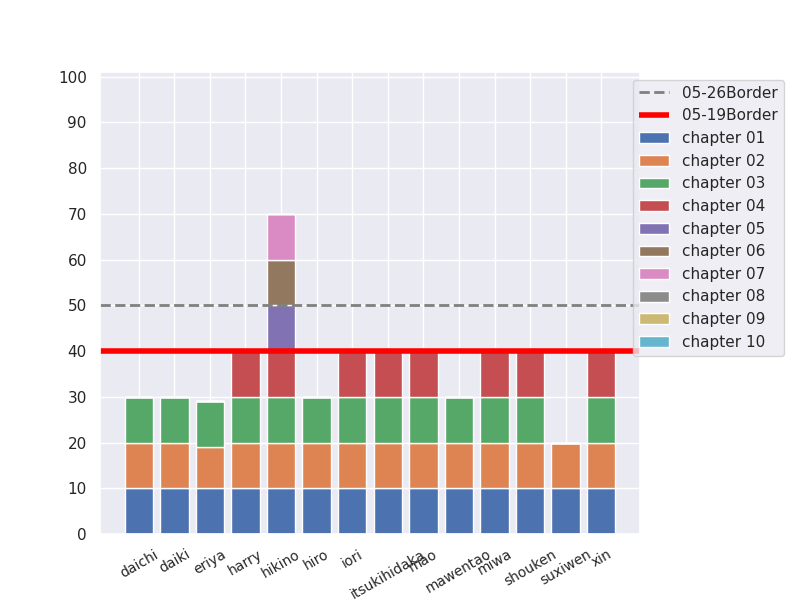 100
90
80
70
60
50
40
30
20
10
0
daichi
daiki
eriya
harry
hikino
hiro
iori
itsukihidaka
mao
mawentao
miwa
shouken
suxiwen
xin
05-26Border
05-19Border
chapter 01
chapter 02
chapter 03
chapter 04
chapter 05
chapter 06
chapter 07
chapter 08
chapter 09
chapter 10